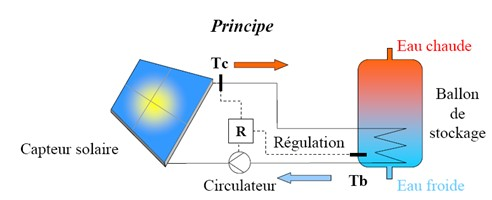 Principe
Tc
Eau chaude
Ballon
de
stockage
R
Régulation
Capteur solaire
Circulateur
Tb
Eau froide